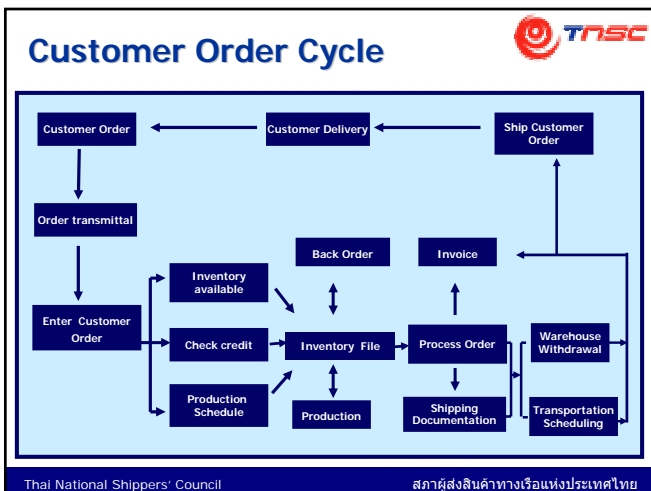 Customer Order Cycle
TNSC
Customer Order
Customer Delivery
Ship Customer
Order
Order transmittal
Back Order
Invoice
Inventory
available
Enter Customer
Order
Check credit
Inventory File
Process Order
Warehouse
Withdrawal
Production
Schedule
Production
Shipping
Documentation
Transportation
Scheduling
Thai National Shippers' Council
สภาผู้ส่งสินค้าทางเรือแห่งประเทศไทย